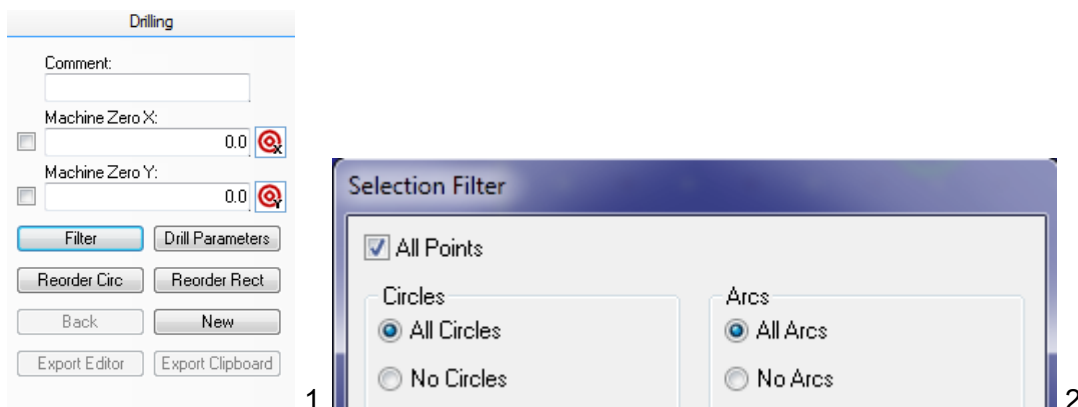 Drilling
Comment:
Machine Zero X:
0.0 X
Machine Zero Y:
0.0 Y
Filter Drill Parameters
Reorder Circ Reorder Rect
Back New
Export Editor Export Clipboard
1
Selection Filter
All Points
Circles Arcs
All Circles All Arcs
No Circles No Arcs
2